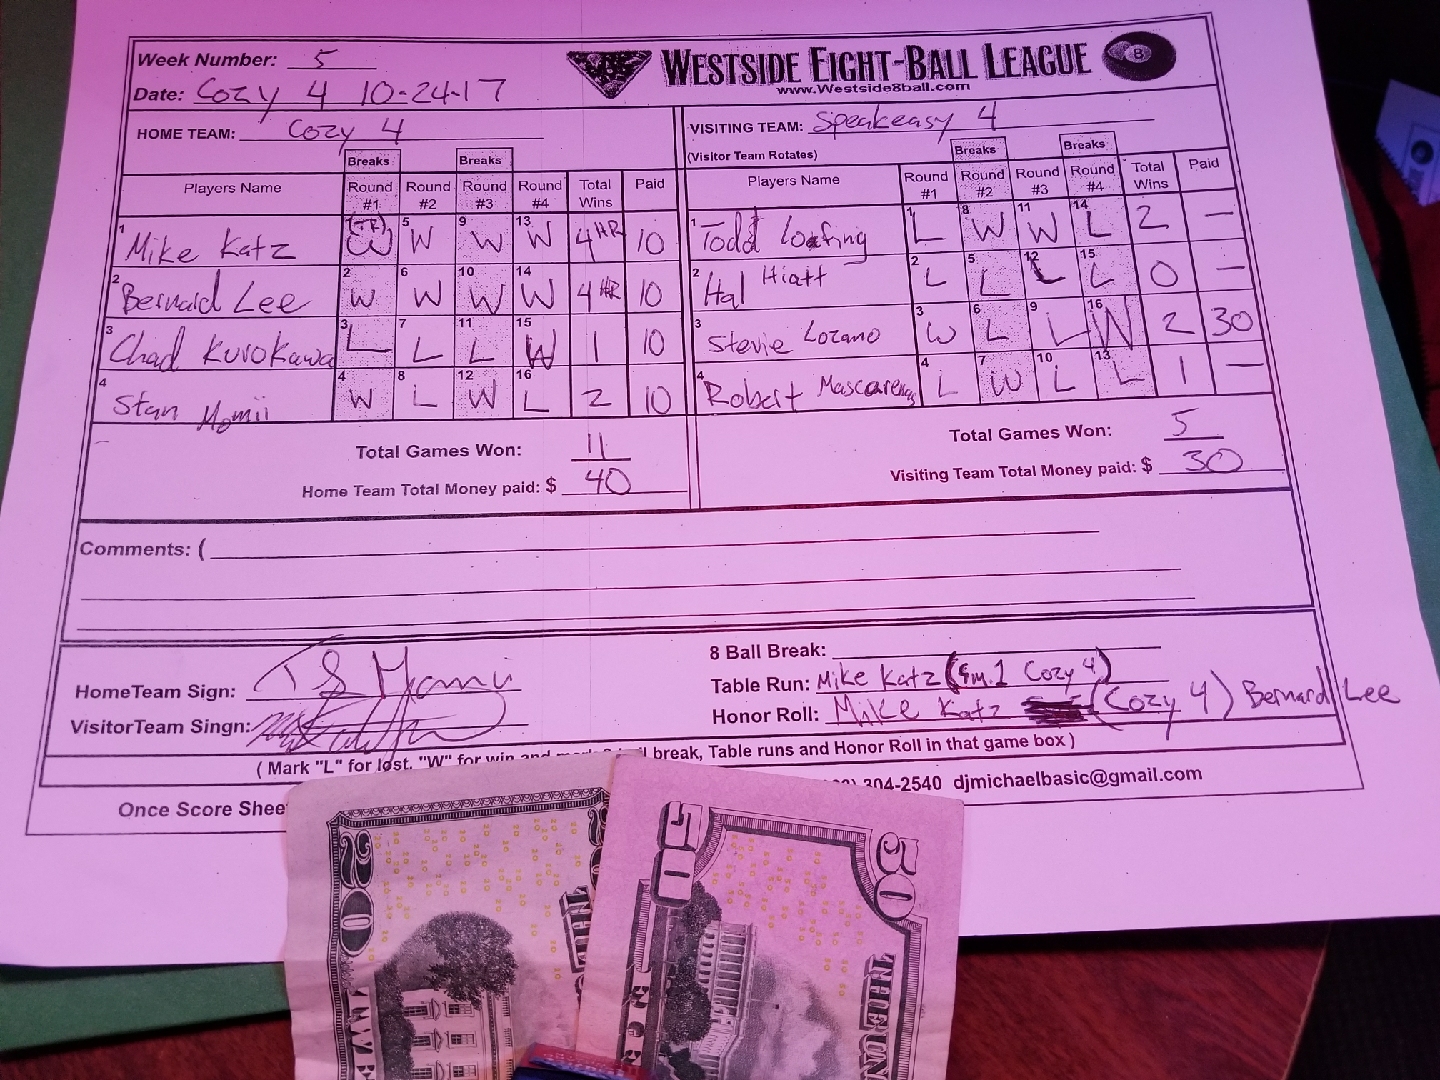 Week Number: 5
WESTSIDE EIGHT-BALL LEAGUE
8
www.Westside8ball.com
Date: Cozy 4 10-24-17
HOME TEAM: Cozy 4
VISITING TEAM: Speakeasy 4
(Visitor Team Rotates)
Breaks Breaks Breaks Breaks
Players Name Round #1 Round #2 Round #3 Round #4 Total Wins Paid Players Name Round #1 Round #2 Round #3 Round #4 Total Wins Paid
1 Mike Katz (TR) W 5 W 9 W 13 W 4 HR 10 1 Todd 1 L 8 W 11 W 14 L 2 —
2 Bernard Lee 2 W 6 W 10 W 14 W 4 HR 10 2 Hal Hiatt 2 L 5 L 12 L 15 L 0 —
3 Chad Kurokawa 3 L 7 L 11 L 15 W 1 10 3 Stevie Lozano 3 W 6 L 9 L 16 W 2 30
4 Stan Momii 4 W 8 L 12 W 16 L 2 10 4 Robert 4 L 7 W 10 L 13 L 1 —
Total Games Won: 11
Total Games Won: 5
Home Team Total Money paid: $ 40
Visiting Team Total Money paid: $ 30
Comments: (
HomeTeam Sign:
VisitorTeam Singn:
8 Ball Break:
Table Run: Mike Katz (gm.1 Cozy 4)
Honor Roll: Mike Katz (Cozy 4) Bernard Lee
( Mark "L" for lost. "W" for win and break, Table runs and Honor Roll in that game box )
Once Score Shee 304-2540 djmichaelbasic@gmail.com
20
50
THE
THE UN